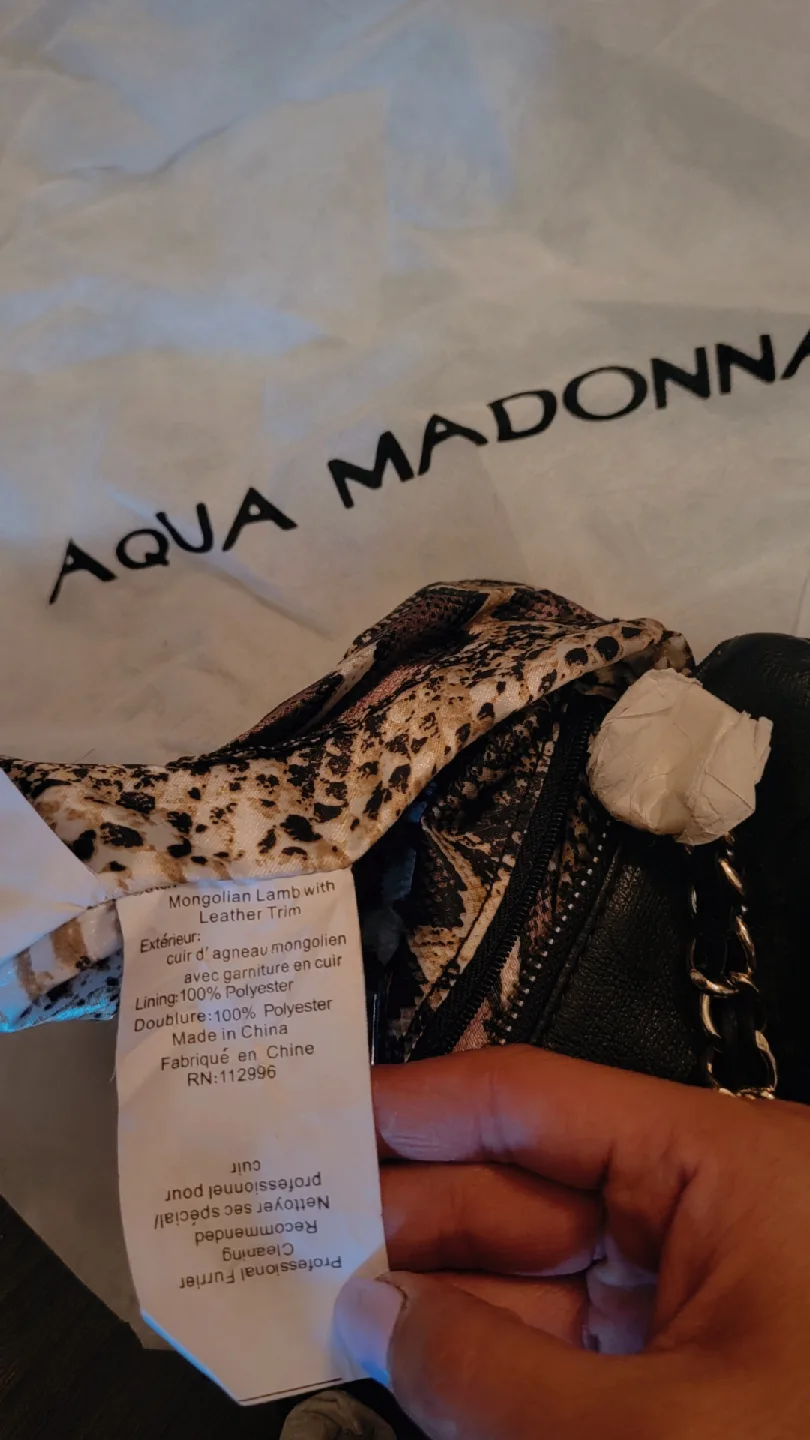 AQUA MADONNA
Mongolian Lamb with
Leather Trim
Extérieur:
cuir d' agneau mongolien
avec garniture en cuir
Lining:100% Polyester
Doublure:100% Polyester
Made in China
Fabriqué en Chine
RN:112996
Professional Furrier
Cleaning
Recommended
Nettoyer sec spécial/
professionnel pour
cuir